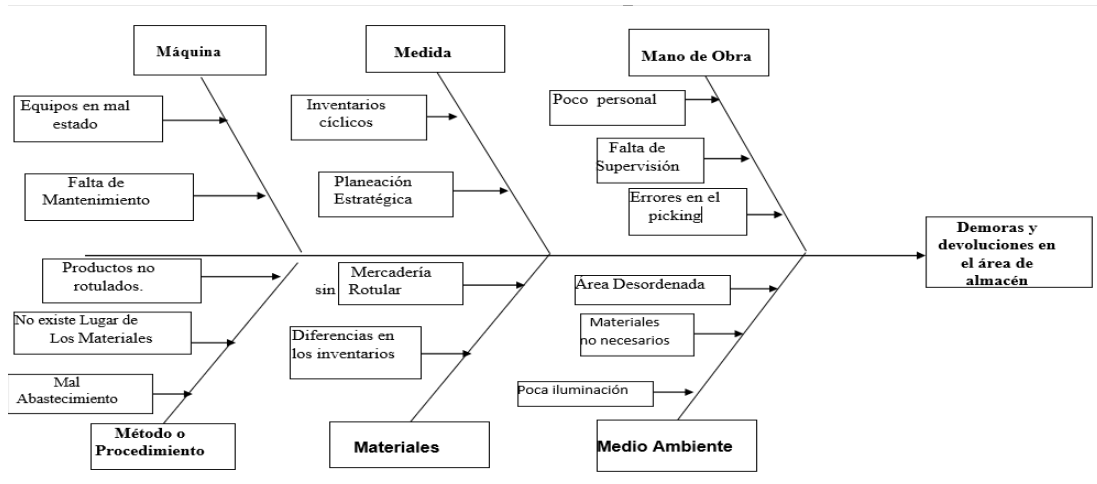 Máquina
Medida
Mano de Obra
Equipos en mal
estado
Inventarios
cíclicos
Poco personal
Falta de
Supervisión
Falta de
Mantenimiento
Planeación
Estratégica
Errores en el
picking
Demoras y
devoluciones en
el área de
almacén
Productos no
rotulados.
Mercadería
sin Rotular
Área Desordenada
No existe Lugar de
Los Materiales
Diferencias en
los inventarios
Materiales
no necesarios
Mal
Abastecimiento
Poca iluminación
Método o
Procedimiento
Materiales
Medio Ambiente